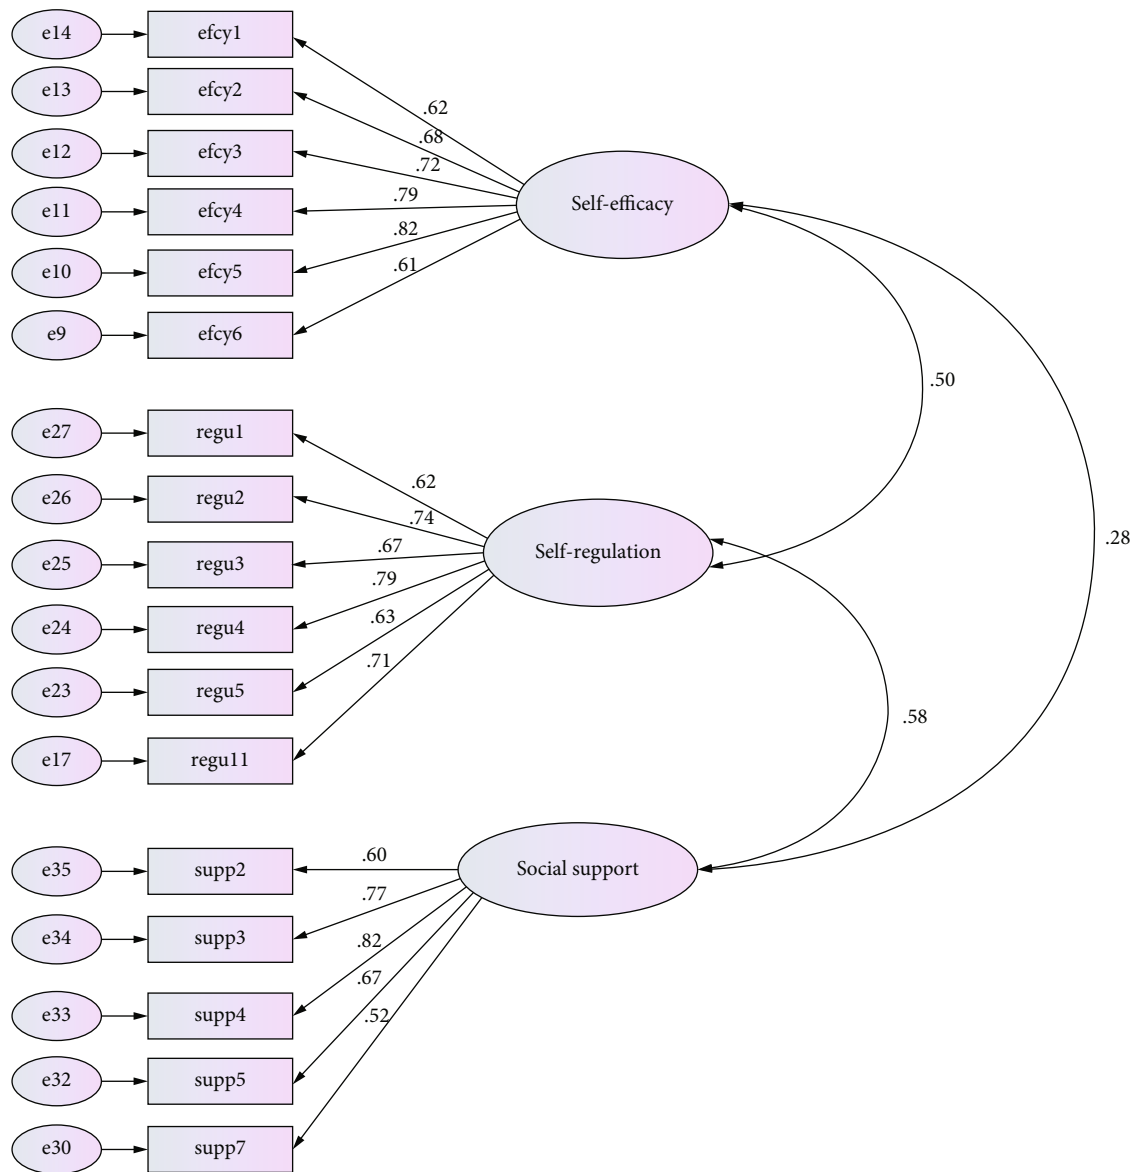 e14 efcy1
.62
e13 efcy2
.68
e12 efcy3
.72
Self-efficacy
e11 efcy4
.79
e10 efcy5
.82
e9 efcy6
.61
.50
e27 regu1
.62
e26 regu2
.74
e25 regu3
.67
Self-regulation
.28
e24 regu4
.79
e23 regu5
.63
e17 regu11
.71
.58
e35 supp2
.60
Social support
e34 supp3
.77
e33 supp4
.82
e32 supp5
.67
e30 supp7
.52